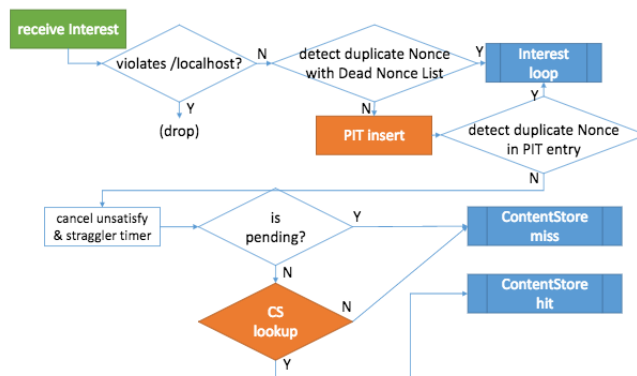 receive Interest
violates /localhost?
N
detect duplicate Nonce
with Dead Nonce List
Y
Interest
loop
Y
(drop)
N
PIT insert
Y
detect duplicate Nonce
in PIT entry
N
cancel unsatisfy
& straggler timer
is
pending?
Y
ContentStore
miss
N
CS
lookup
N
ContentStore
hit
Y